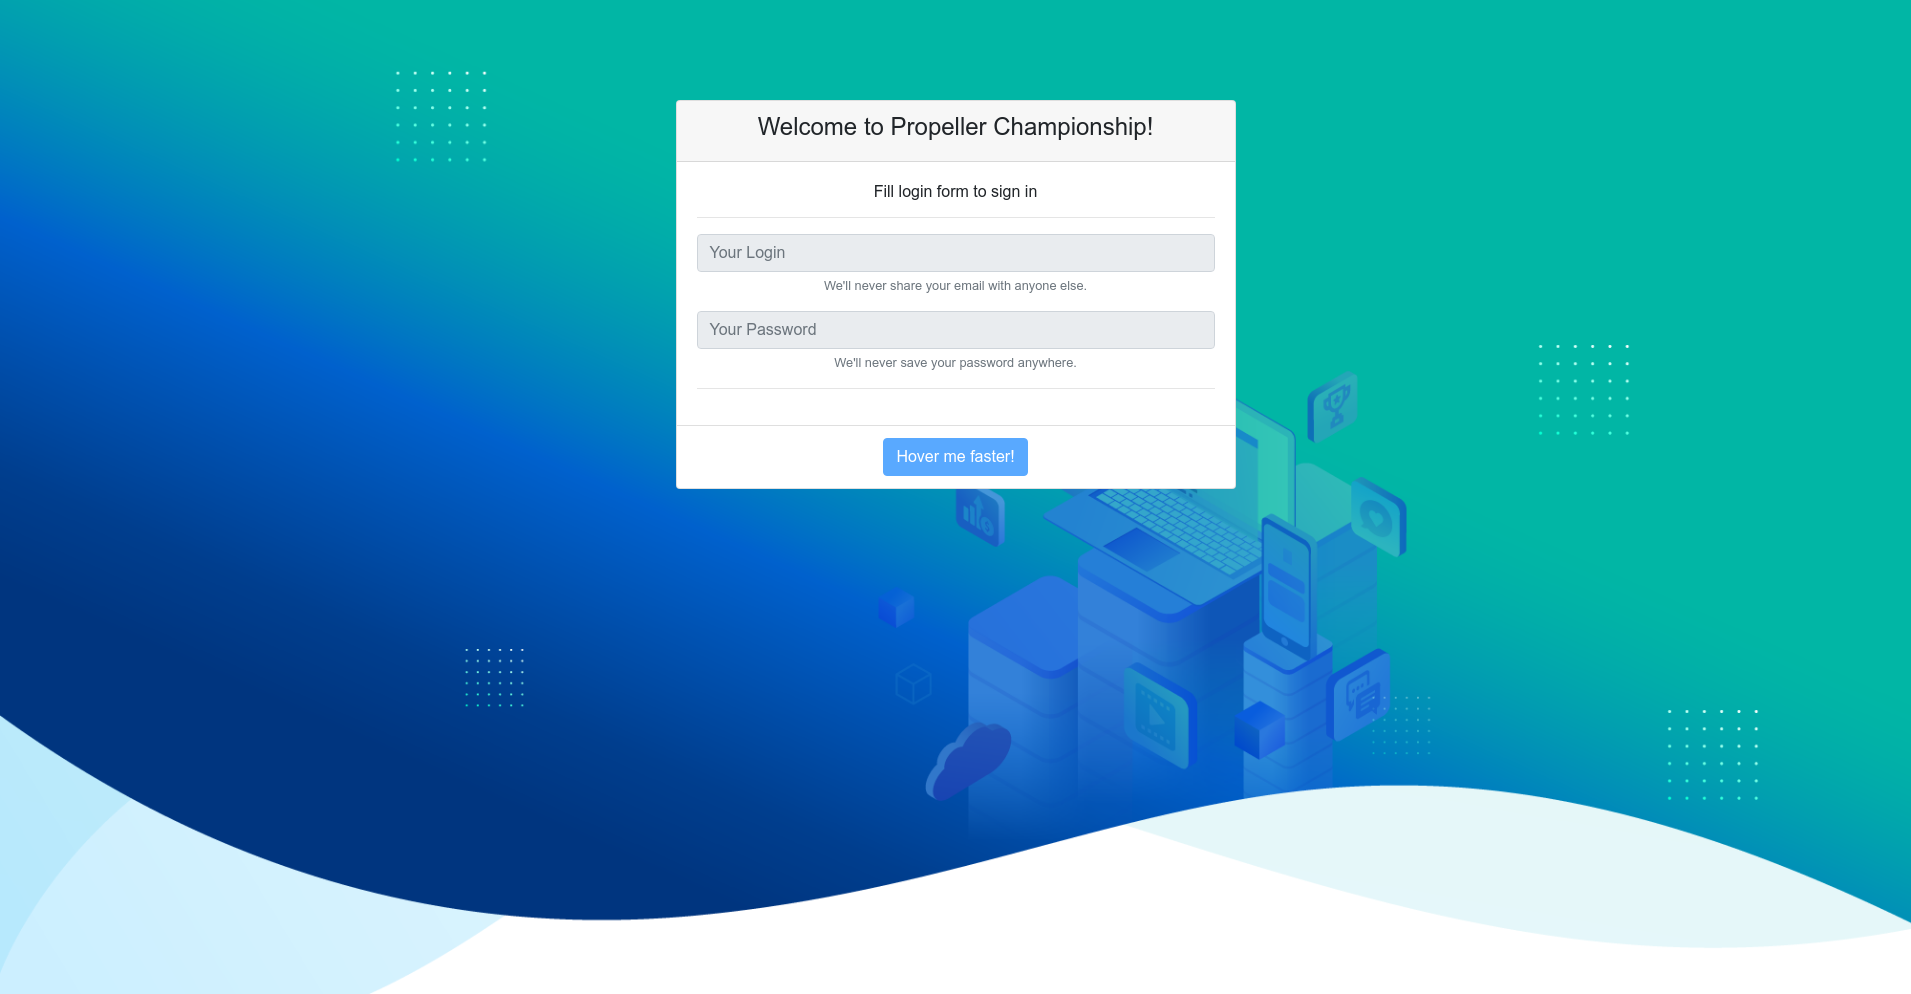 Welcome to Propeller Championship!
Fill login form to sign in
Your Login
We'll never share your email with anyone else.
Your Password
We'll never save your password anywhere.
Hover me faster!